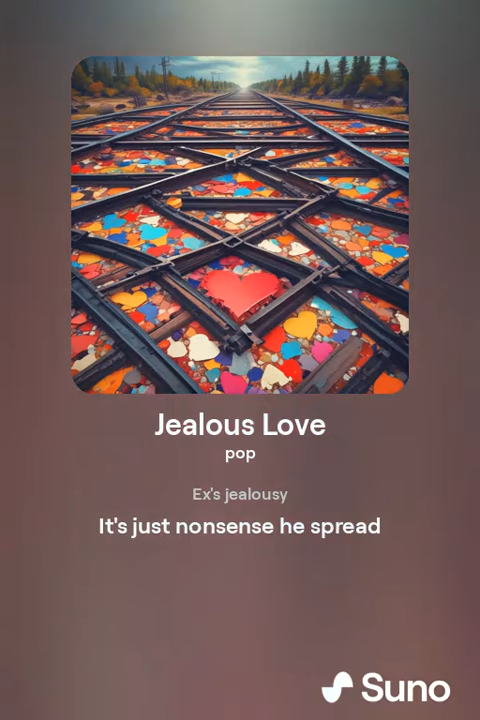 Jealous Love
pop
Ex's jealousy
It's just nonsense he spread
Suno